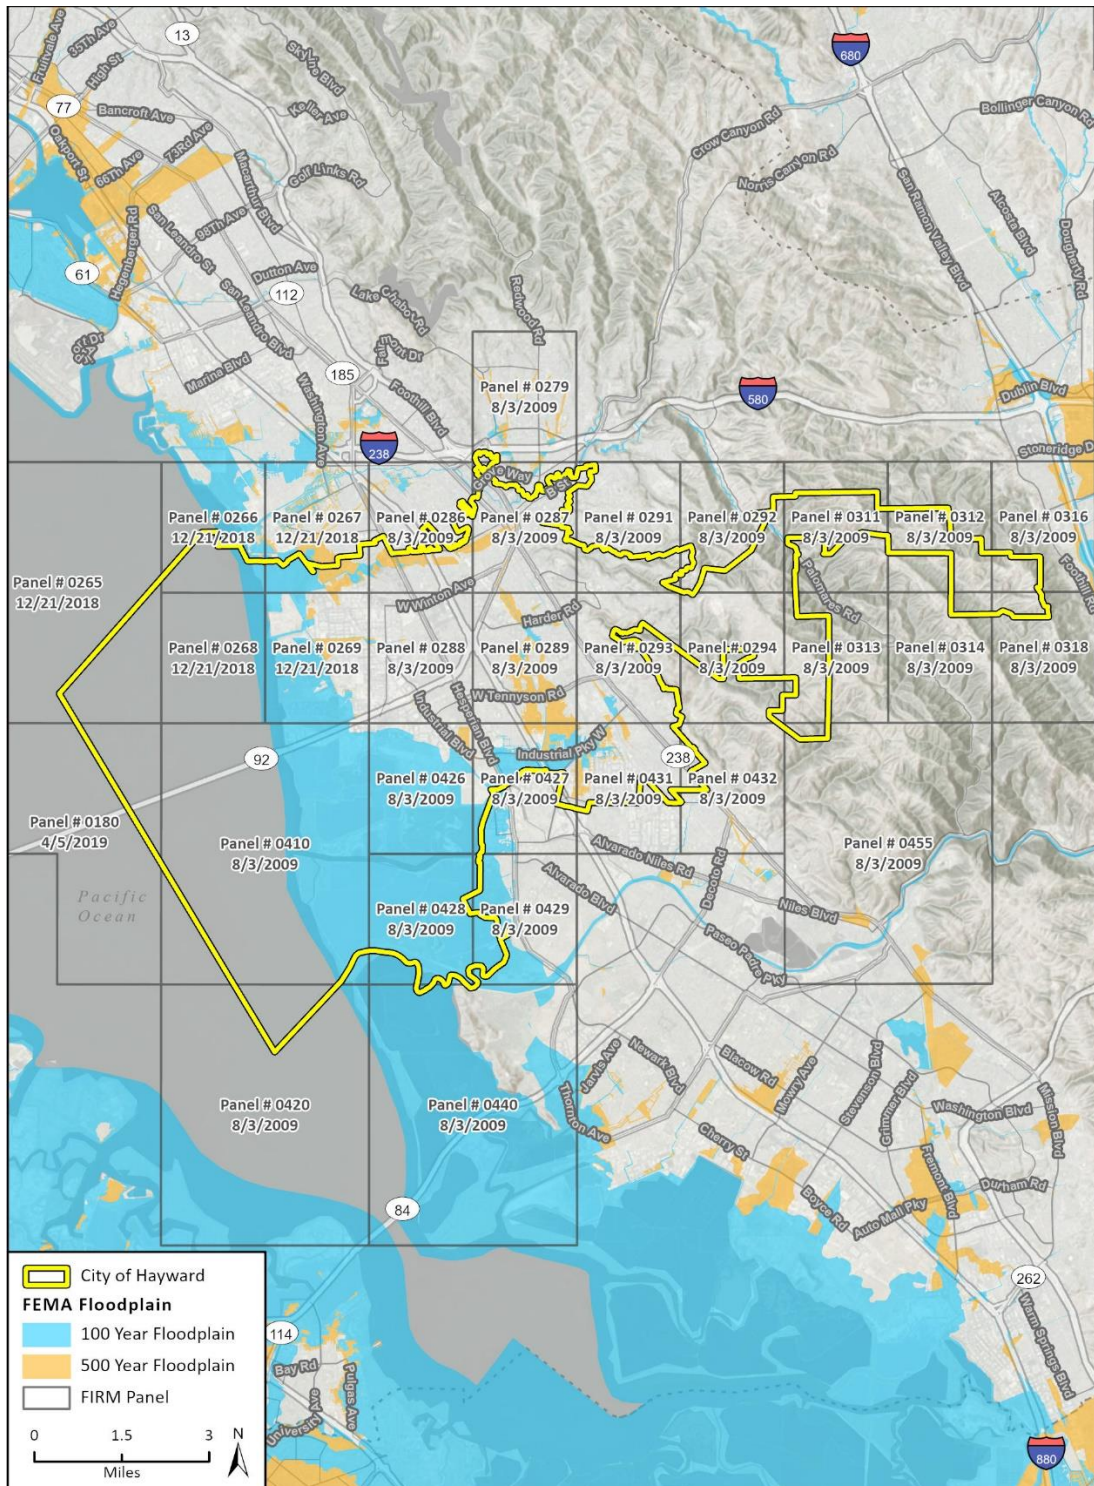 13
680
35Th Ave
Fruitvale Ave
High St
Skyline Blvd
Keller Ave
77
Bancroft Ave
Bollinger Canyon Rd
Crow Canyon Rd
Oakport St
73Rd Ave
66Th Ave
Macarthur Blvd
Golf Links Rd
Norris Canyon Rd
San Ramon Valley Blvd
Alcosta Blvd
Dougherty Rd
98Th Ave
San Leandro St
Hegenberger Rd
61
Dutton Ave
112
Lake Chabot Rd
Redwood Rd
San Leandro Blvd
Marina Blvd
Washington Ave
185
Foothill Blvd
580
Dublin Blvd
Panel # 0279
8/3/2009
238
Stoneridge D
Grove Way
B St
Panel # 0266
12/21/2018
Panel # 0267
12/21/2018
Panel # 0286
8/3/2009
Panel # 0287
8/3/2009
Panel # 0291
8/3/2009
Panel # 0292
8/3/2009
Panel # 0311
8/3/2009
Panel # 0312
8/3/2009
Panel # 0316
8/3/2009
Panel # 0265
12/21/2018
W Winton Ave
Harder Rd
Palomares Rd
Foothill Rd
Panel # 0268
12/21/2018
Panel # 0269
12/21/2018
Panel # 0288
8/3/2009
Panel # 0289
8/3/2009
Panel # 0293
8/3/2009
Panel # 0294
8/3/2009
Panel # 0313
8/3/2009
Panel # 0314
8/3/2009
Panel # 0318
8/3/2009
W Tennyson Rd
Hesperian Blvd
Industrial Blvd
Industrial Pky W
92
238
Panel # 0426
8/3/2009
Panel # 0427
8/3/2009
Panel # 0431
8/3/2009
Panel # 0432
8/3/2009
Panel # 0180
4/5/2019
Panel # 0410
8/3/2009
Panel # 0455
8/3/2009
Alvarado Niles Rd
Alvarado Blvd
Decoto Rd
Niles Blvd
Pacific
Ocean
Panel # 0428
8/3/2009
Panel # 0429
8/3/2009
Paseo Padre Pky
Jarvis Ave
Newark Blvd
Blacow Rd
Mowry Ave
Stevenson Blvd
Grimmer Blvd
Washington Blvd
Mission Blvd
Thornton Ave
Panel # 0420
8/3/2009
Panel # 0440
8/3/2009
Cherry St
Boyce Rd
Auto Mall Pky
Fremont Blvd
Durham Rd
84
262
Warm Springs Blvd
114
Bay Rd
Pulgas Ave
University Ave
880
City of Hayward
FEMA Floodplain
100 Year Floodplain
500 Year Floodplain
FIRM Panel
0 1.5 3
Miles
N